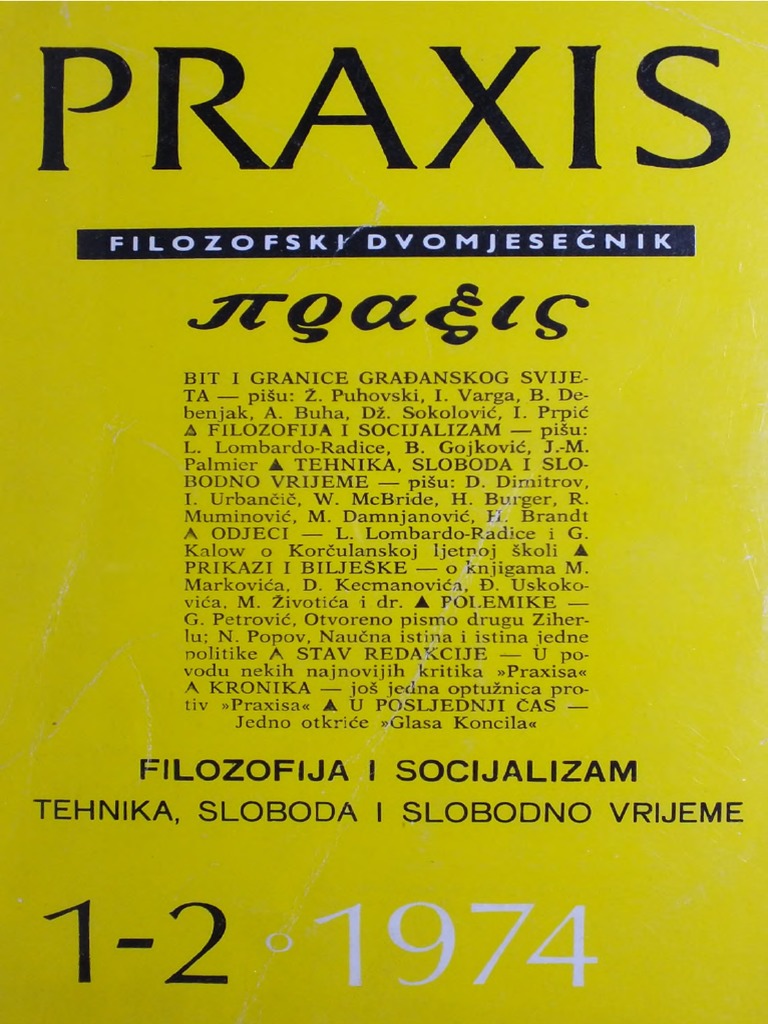 PRAXIS
FILOZOFSKI DVOMJESEČNIK
πραξις
BIT I GRANICE GRAĐANSKOG SVIJE-
TA — pišu: Ž. Puhovski, I. Varga, B. De-
benjak, A. Buha, Dž. Sokolović, I. Prpić
▲ FILOZOFIJA I SOCIJALIZAM — pišu:
L. Lombardo-Radice, B. Gojković, J.-M.
Palmier ▲ TEHNIKA, SLOBODA I SLO-
BODNO VRIJEME — pišu: D. Dimitrov,
I. Urbančič, W. McBride, H. Burger, R.
Muminović, M. Damnjanović, H. Brandt
▲ ODJECI — L. Lombardo-Radice i G.
Kalow o Korčulanskoj ljetnoj školi ▲
PRIKAZI I BILJEŠKE — o knjigama M.
Markovića, D. Kecmanovića, Đ. Uskoko-
vića, M. Životića i dr. ▲ POLEMIKE —
G. Petrović, Otvoreno pismo drugu Ziher-
lu; N. Popov, Naučna istina i istina jedne
politike ▲ STAV REDAKCIJE — U po-
vodu nekih najnovijih kritika »Praxisa«
▲ KRONIKA — još jedna optužnica pro-
tiv »Praxisa« ▲ U POSLJEDNJI ČAS —
Jedno otkriće »Glasa Koncila«
FILOZOFIJA I SOCIJALIZAM
TEHNIKA, SLOBODA I SLOBODNO VRIJEME
1-2 ○ 1974